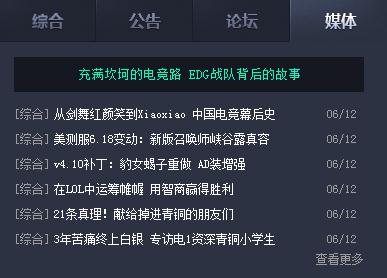 综合 公告 论坛 媒体
充满坎坷的电竞路 EDG战队背后的故事
[综合] 从剑舞红颜笑到Xiaoxiao 中国电竞幕后史 06/12
[综合] 美测服6.18变动：新版召唤师峡谷露真容 06/12
[综合] v4.10补丁：豹女蝎子重做 AD装增强 06/12
[综合] 在LOL中运筹帷幄 用智商赢得胜利 06/12
[综合] 21条真理！献给掉进青铜的朋友们 06/12
[综合] 3年苦痛终上白银 专访电1资深青铜小学生 06/12
查看更多